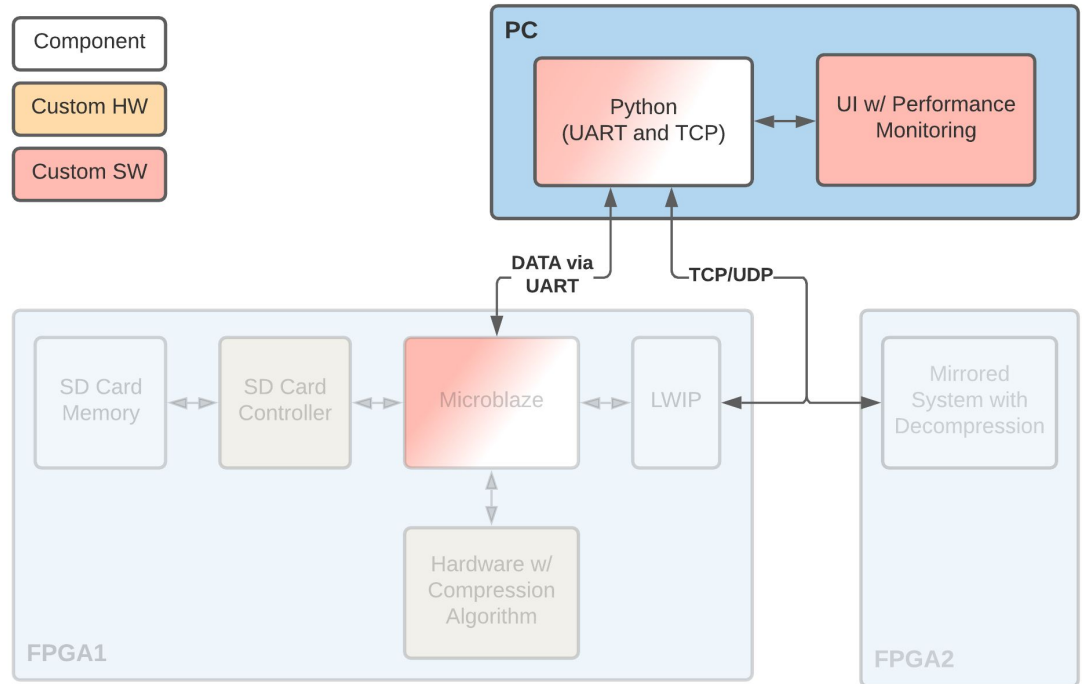 Component
Custom HW
Custom SW
PC
Python
(UART and TCP)
UI w/ Performance
Monitoring
DATA via
UART
TCP/UDP
SD Card
Memory
SD Card
Controller
Microblaze
LWIP
Mirrored
System with
Decompression
Hardware w/
Compression
Algorithm
FPGA1
FPGA2